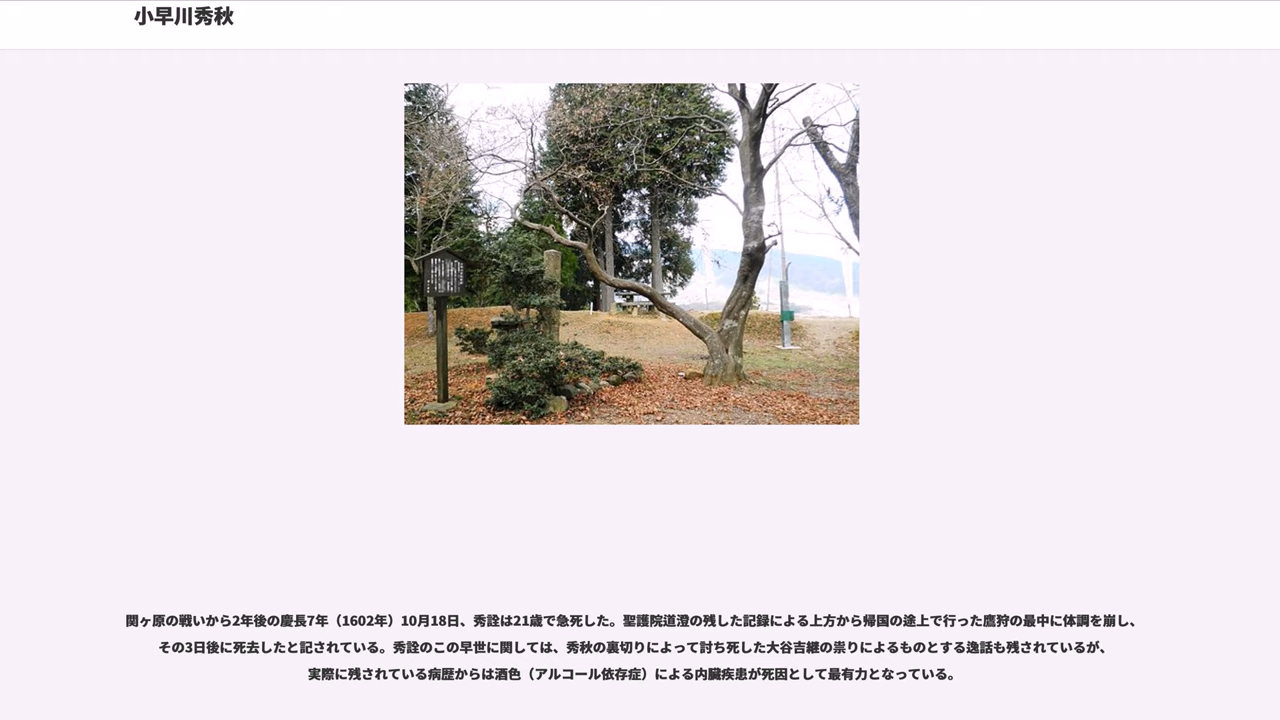 小早川秀秋
関ヶ原の戦いから2年後の慶長7年（1602年）10月18日、秀詮は21歳で急死した。聖護院道澄の残した記録による上方から帰国の途上で行った鷹狩の最中に体調を崩し、
その3日後に死去したと記されている。秀詮のこの早世に関しては、秀秋の裏切りによって討ち死した大谷吉継の祟りによるものとする逸話も残されているが、
実際に残されている病歴からは酒色（アルコール依存症）による内臓疾患が死因として最有力となっている。